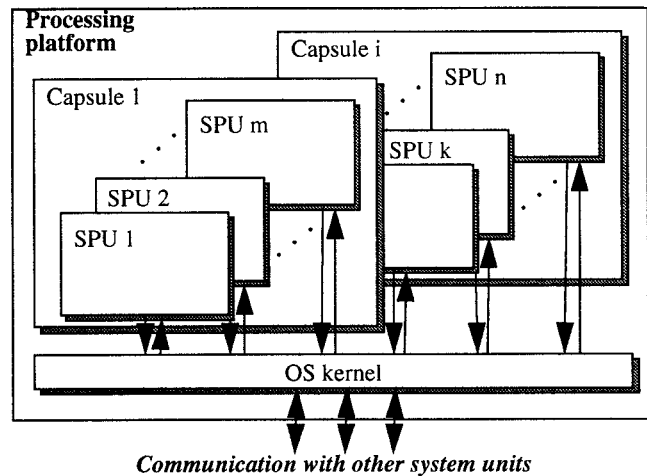 Processing
platform
Capsule i
SPU n
Capsule 1
SPU m
SPU k
SPU 2
SPU 1
OS kernel
Communication with other system units